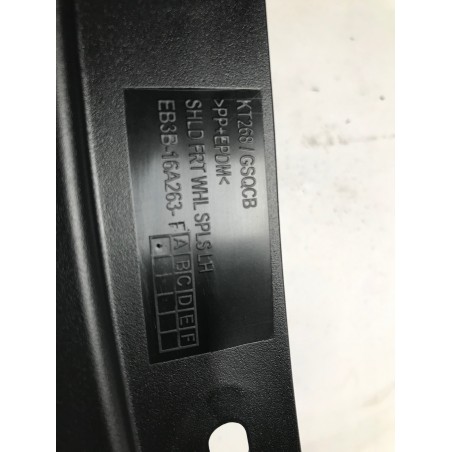 KT268 / GSQCB
>PP+EPDM<
SHLD FRT WHL SPLS LH
EB3B-16A263- F A B C D E F